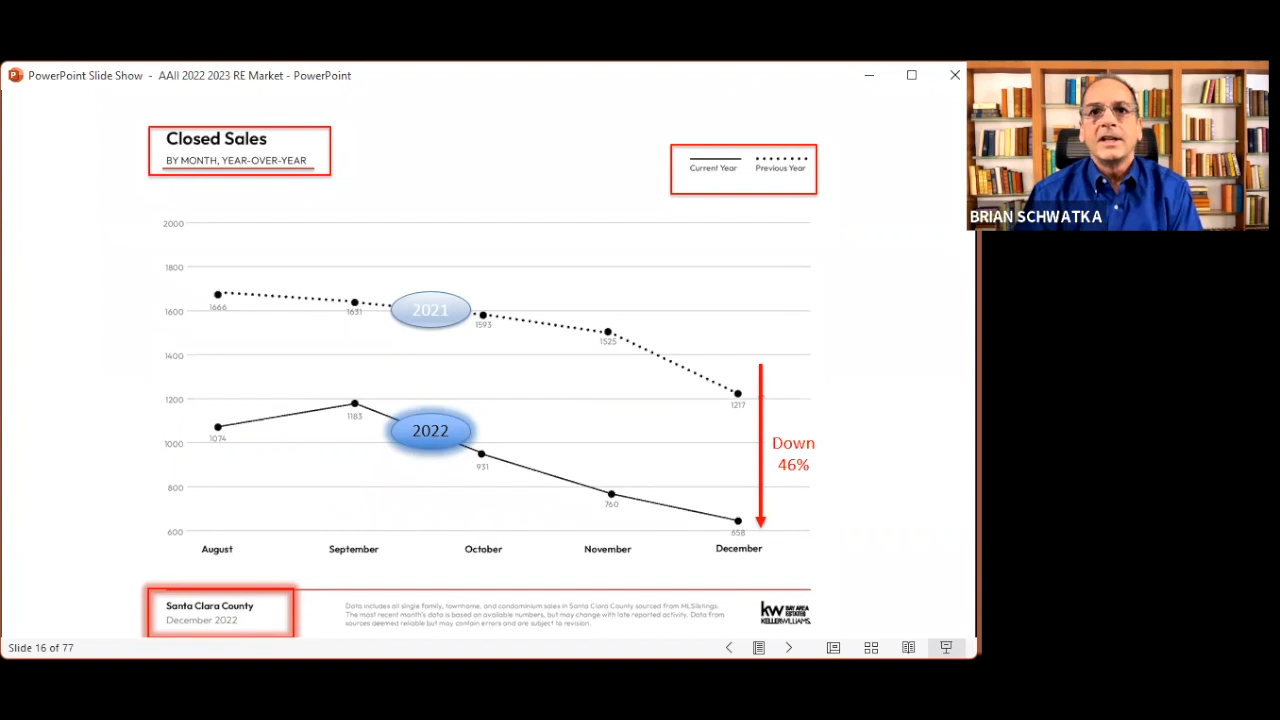 PowerPoint Slide Show - AAII 2022 2023 RE Market - PowerPoint
BRIAN SCHWATKA
Closed Sales
BY MONTH, YEAR-OVER-YEAR
Current Year
Previous Year
2000
1800
1600
1400
1200
1000
800
600
1666
1631
2021
1593
1525
1217
1074
1183
2022
931
760
658
Down
46%
August
September
October
November
December
Santa Clara County
December 2022
Data includes all single family, townhome, and condominium sales in Santa Clara County sourced from MLSlistings.
The most recent month's data is based on available numbers, but may change with late reported activity. Data from
sources deemed reliable but may contain errors and are subject to revision.
kw BAY AREA
ESTATES
KELLERWILLIAMS
Slide 16 of 77